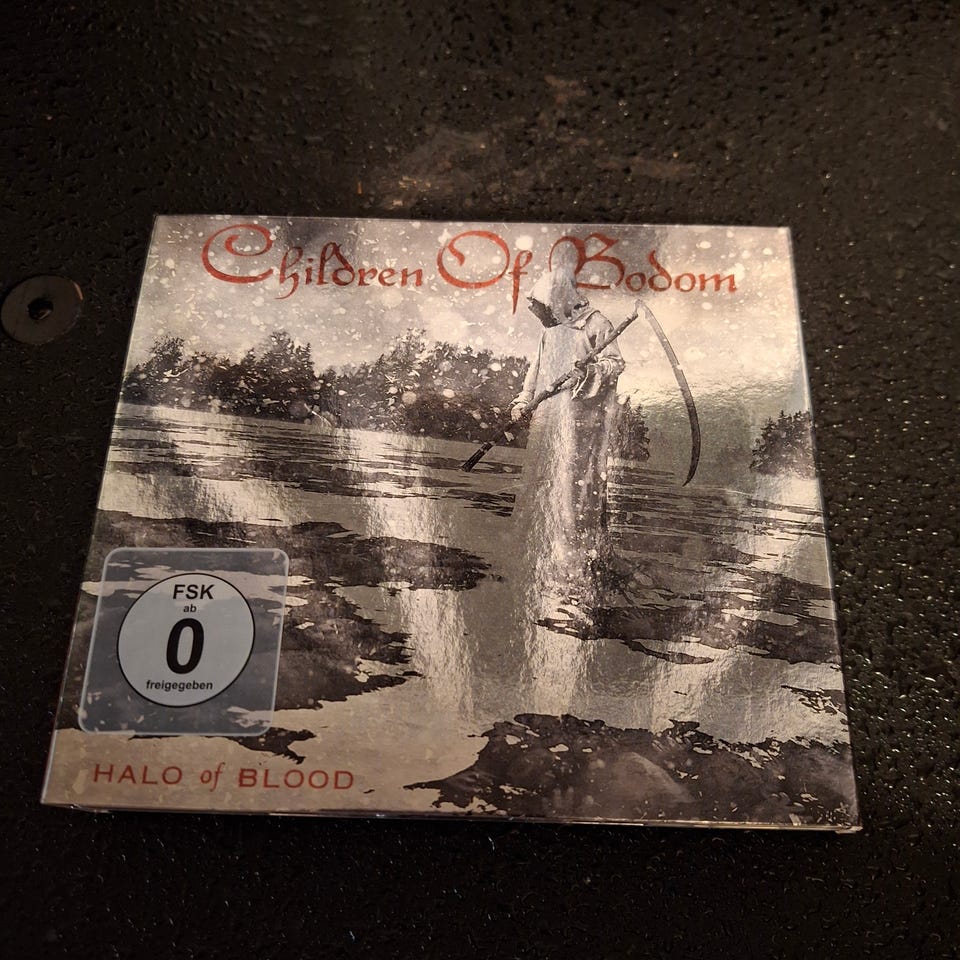 Children Of Bodom
FSK
ab
0
freigegeben
HALO of BLOOD